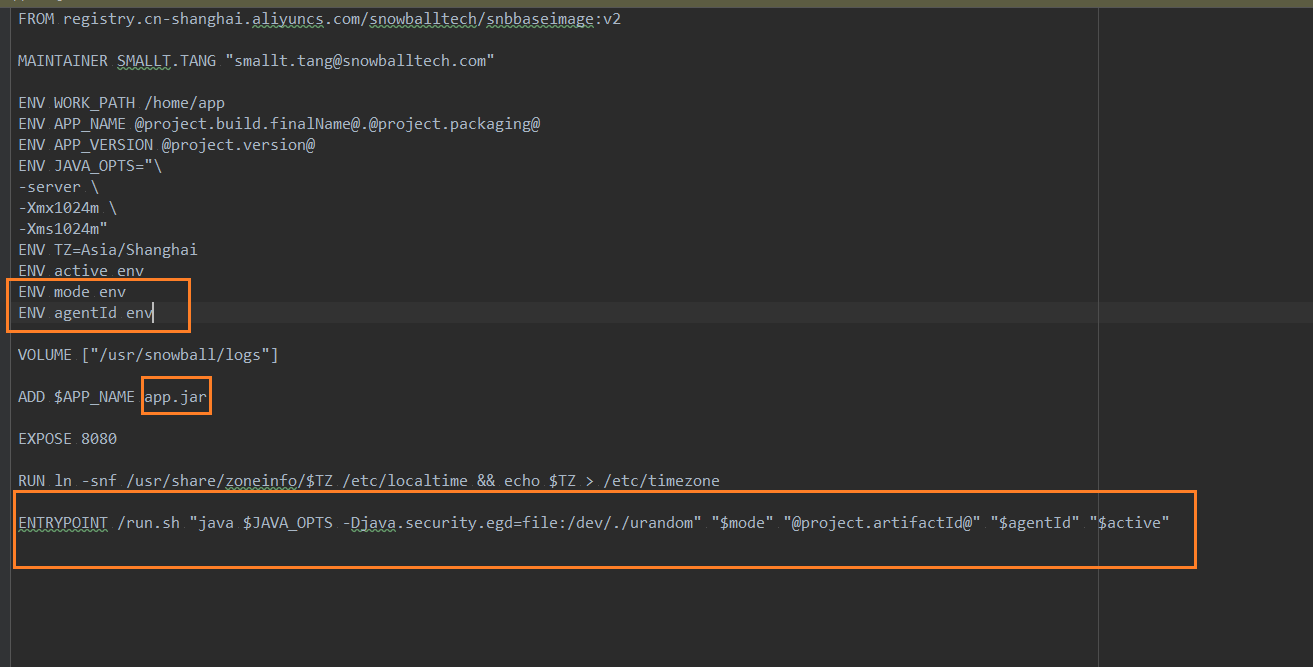 FROM registry.cn-shanghai.aliyuncs.com/snowballtech/snbbaseimage:v2
MAINTAINER SMALLT.TANG "smallt.tang@snowballtech.com"
ENV WORK_PATH /home/app
ENV APP_NAME @project.build.finalName@.@project.packaging@
ENV APP_VERSION @project.version@
ENV JAVA_OPTS="\
-server \
-Xmx1024m \
-Xms1024m"
ENV TZ=Asia/Shanghai
ENV active env
ENV mode env
ENV agentId env
VOLUME ["/usr/snowball/logs"]
ADD $APP_NAME app.jar
EXPOSE 8080
RUN ln -snf /usr/share/zoneinfo/$TZ /etc/localtime && echo $TZ > /etc/timezone
ENTRYPOINT /run.sh "java $JAVA_OPTS -Djava.security.egd=file:/dev/./urandom" "$mode" "@project.artifactId@" "$agentId" "$active"